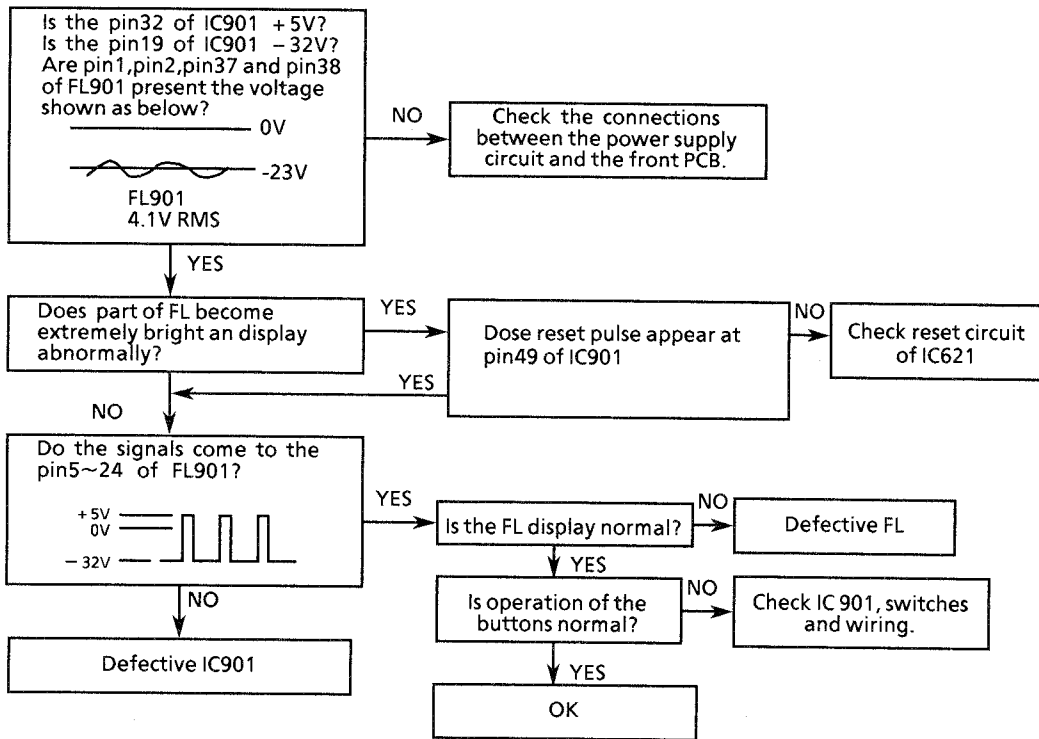 Is the pin32 of IC901 +5V?
Is the pin19 of IC901 −32V?
Are pin1,pin2,pin37 and pin38
of FL901 present the voltage
shown as below?
0V
-23V
FL901
4.1V RMS
NO
Check the connections
between the power supply
circuit and the front PCB.
YES
Does part of FL become
extremely bright an display
abnormally?
YES
Dose reset pulse appear at
pin49 of IC901
NO
Check reset circuit
of IC621
YES
NO
Do the signals come to the
pin5~24 of FL901?
+5V
0V
−32V
YES
Is the FL display normal?
NO
Defective FL
YES
Is operation of the
buttons normal?
NO
Check IC 901, switches
and wiring.
NO
Defective IC901
YES
OK